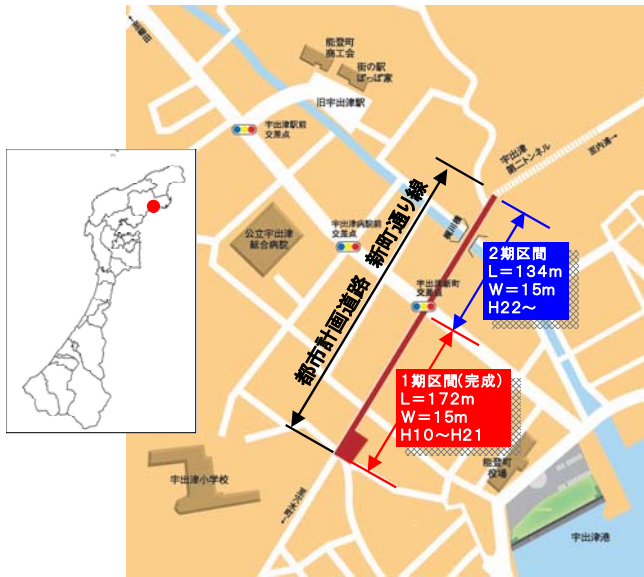 能登町
商工会
街の駅
ぽっぽ家
旧宇出津駅
宇出津駅前
交差点
宇出津
第二トンネル
至内浦→
都市計画道路 新町通り線
公立宇出津
総合病院
宇出津病院前
交差点
宇出津新町
交差点
2期区間
L=134m
W=15m
H22~
1期区間(完成)
L=172m
W=15m
H10~H21
能登町
役場
宇出津小学校
宇出津港